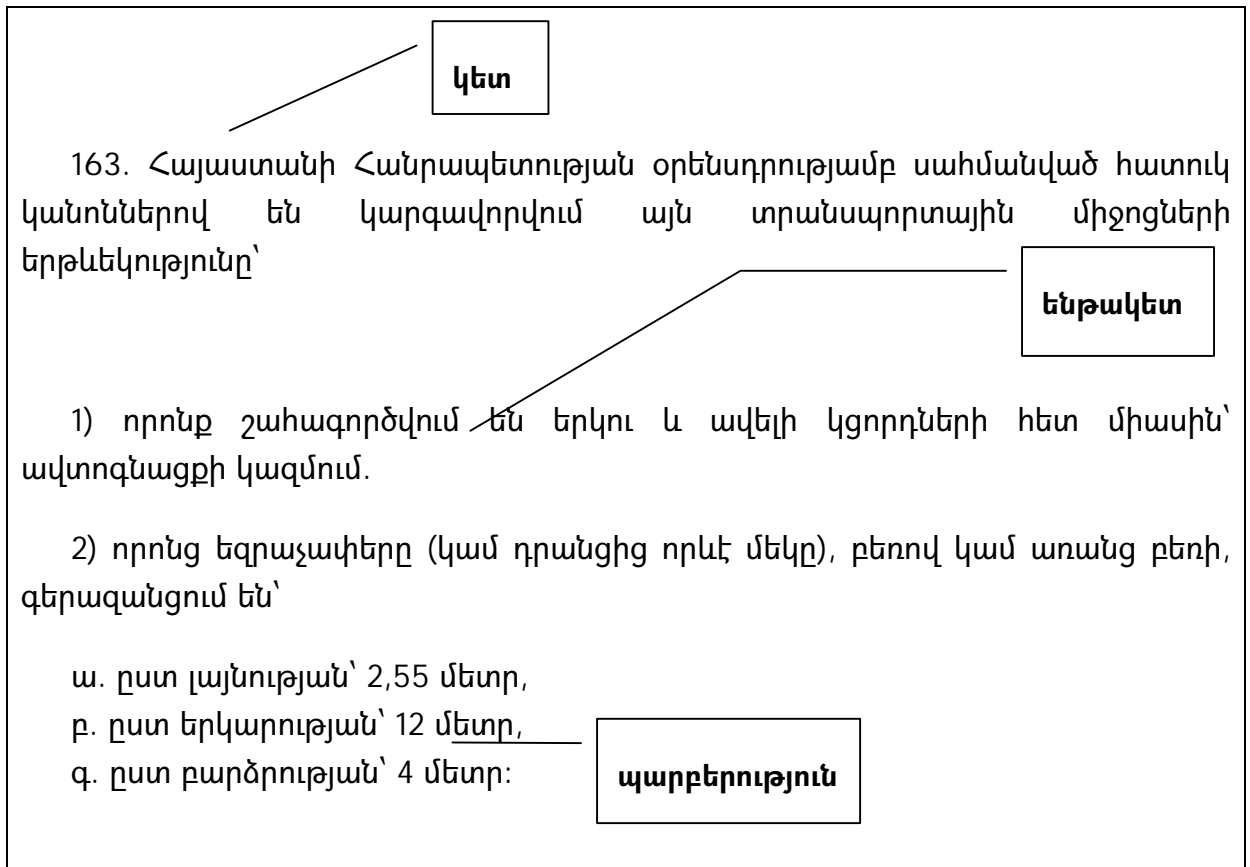 կետ
163. Հայաստանի Հանրապետության օրենսդրությամբ սահմանված հատուկ
կանոններով են կարգավորվում այն տրանսպորտային միջոցների
երթևեկությունը՝
ենթակետ
1) որոնք շահագործվում են երկու և ավելի կցորդների հետ միասին՝
ավտոգնացքի կազմում.
2) որոնց եզրաչափերը (կամ դրանցից որևէ մեկը), բեռով կամ առանց բեռի,
գերազանցում են՝
ա. ըստ լայնության՝ 2,55 մետր,
բ. ըստ երկարության՝ 12 մետր,
գ. ըստ բարձրության՝ 4 մետր:
պարբերություն